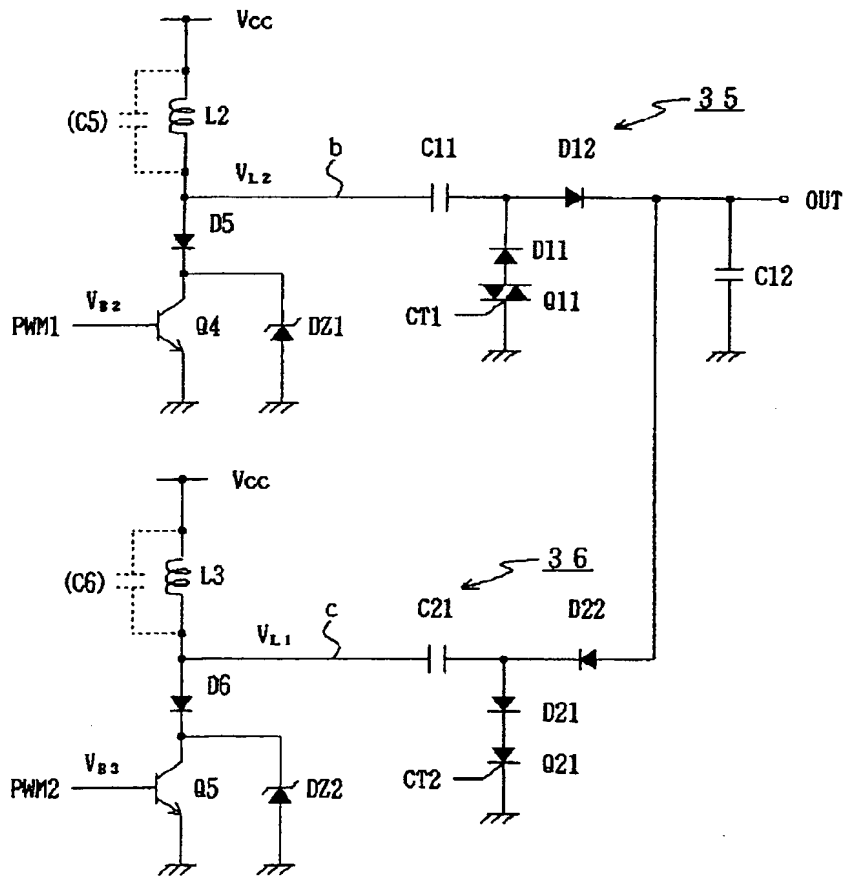 Vcc
(C5)
L2
35
b
C11
D12
VL2
OUT
D5
D11
C12
VB2
CT1
Q11
PWM1
Q4
DZ1
Vcc
(C6)
L3
36
c
C21
D22
VL1
D6
D21
VB3
CT2
Q21
PWM2
Q5
DZ2